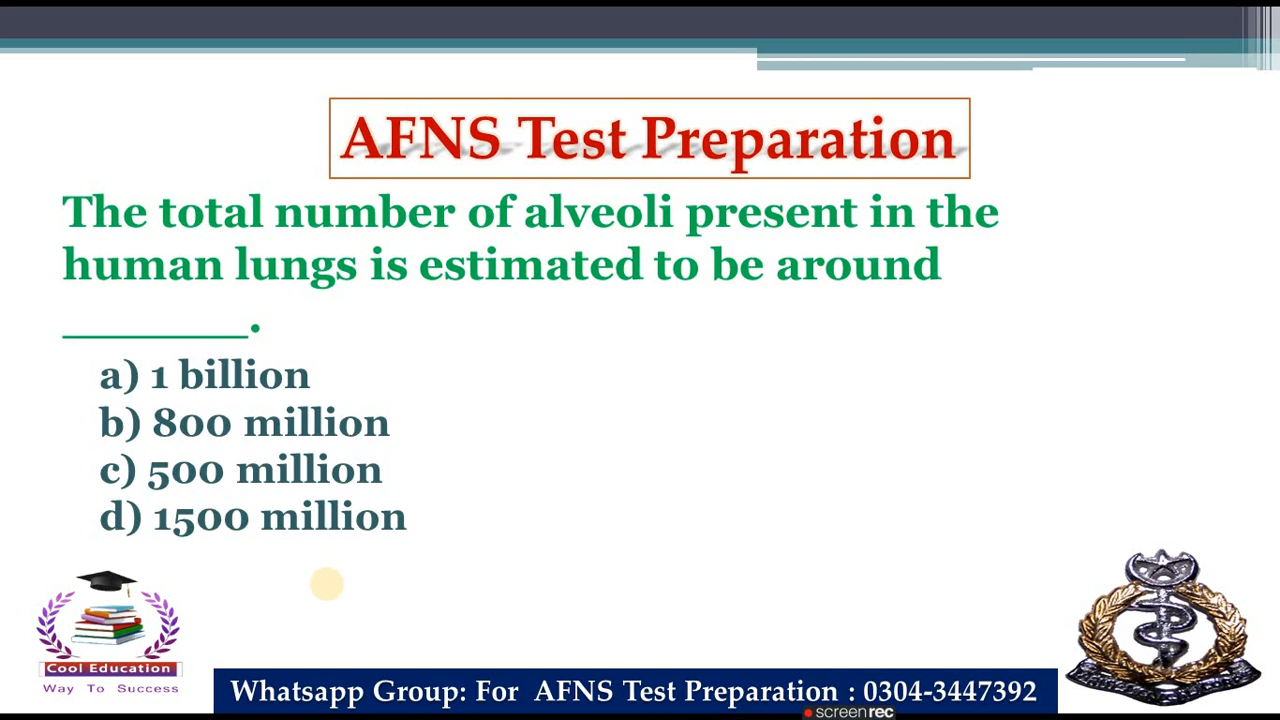 AFNS Test Preparation
The total number of alveoli present in the
human lungs is estimated to be around
________.
a) 1 billion
b) 800 million
c) 500 million
d) 1500 million
Cool Education
Way To Success
Whatsapp Group: For AFNS Test Preparation : 0304-3447392
screenrec